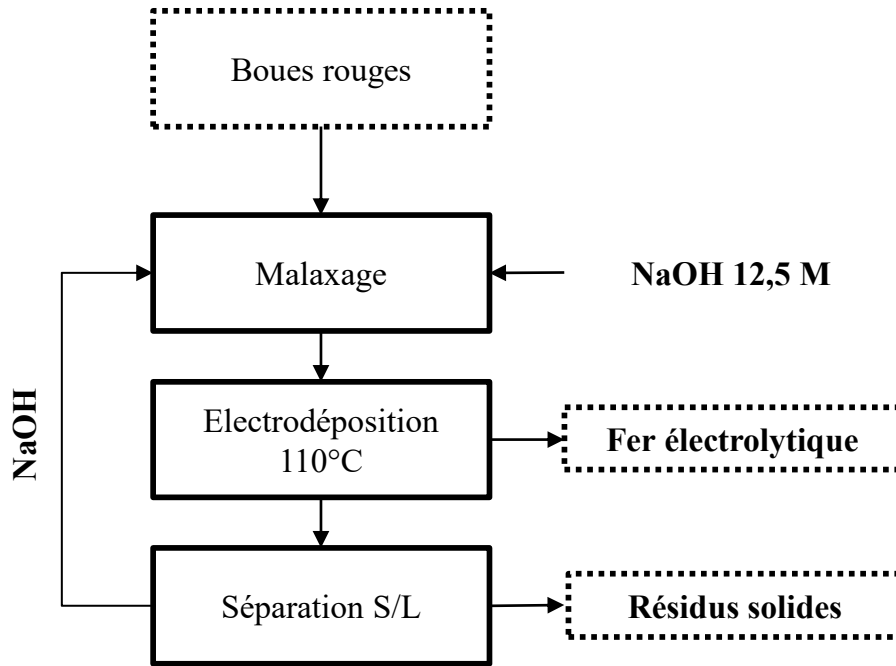 Boues rouges
Malaxage
NaOH 12,5 M
NaOH
Electrodéposition
110°C
Fer électrolytique
Séparation S/L
Résidus solides